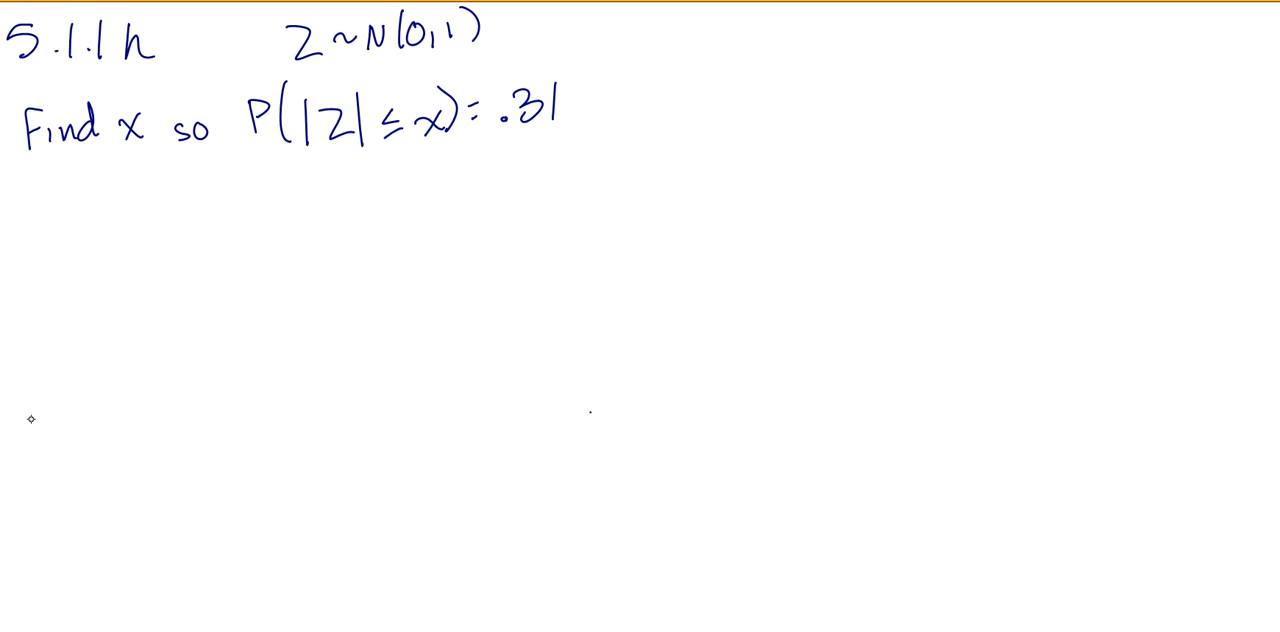 5.1.1 h Z ~ N(0,1)
Find x so P(|Z| ≤ x) = .31